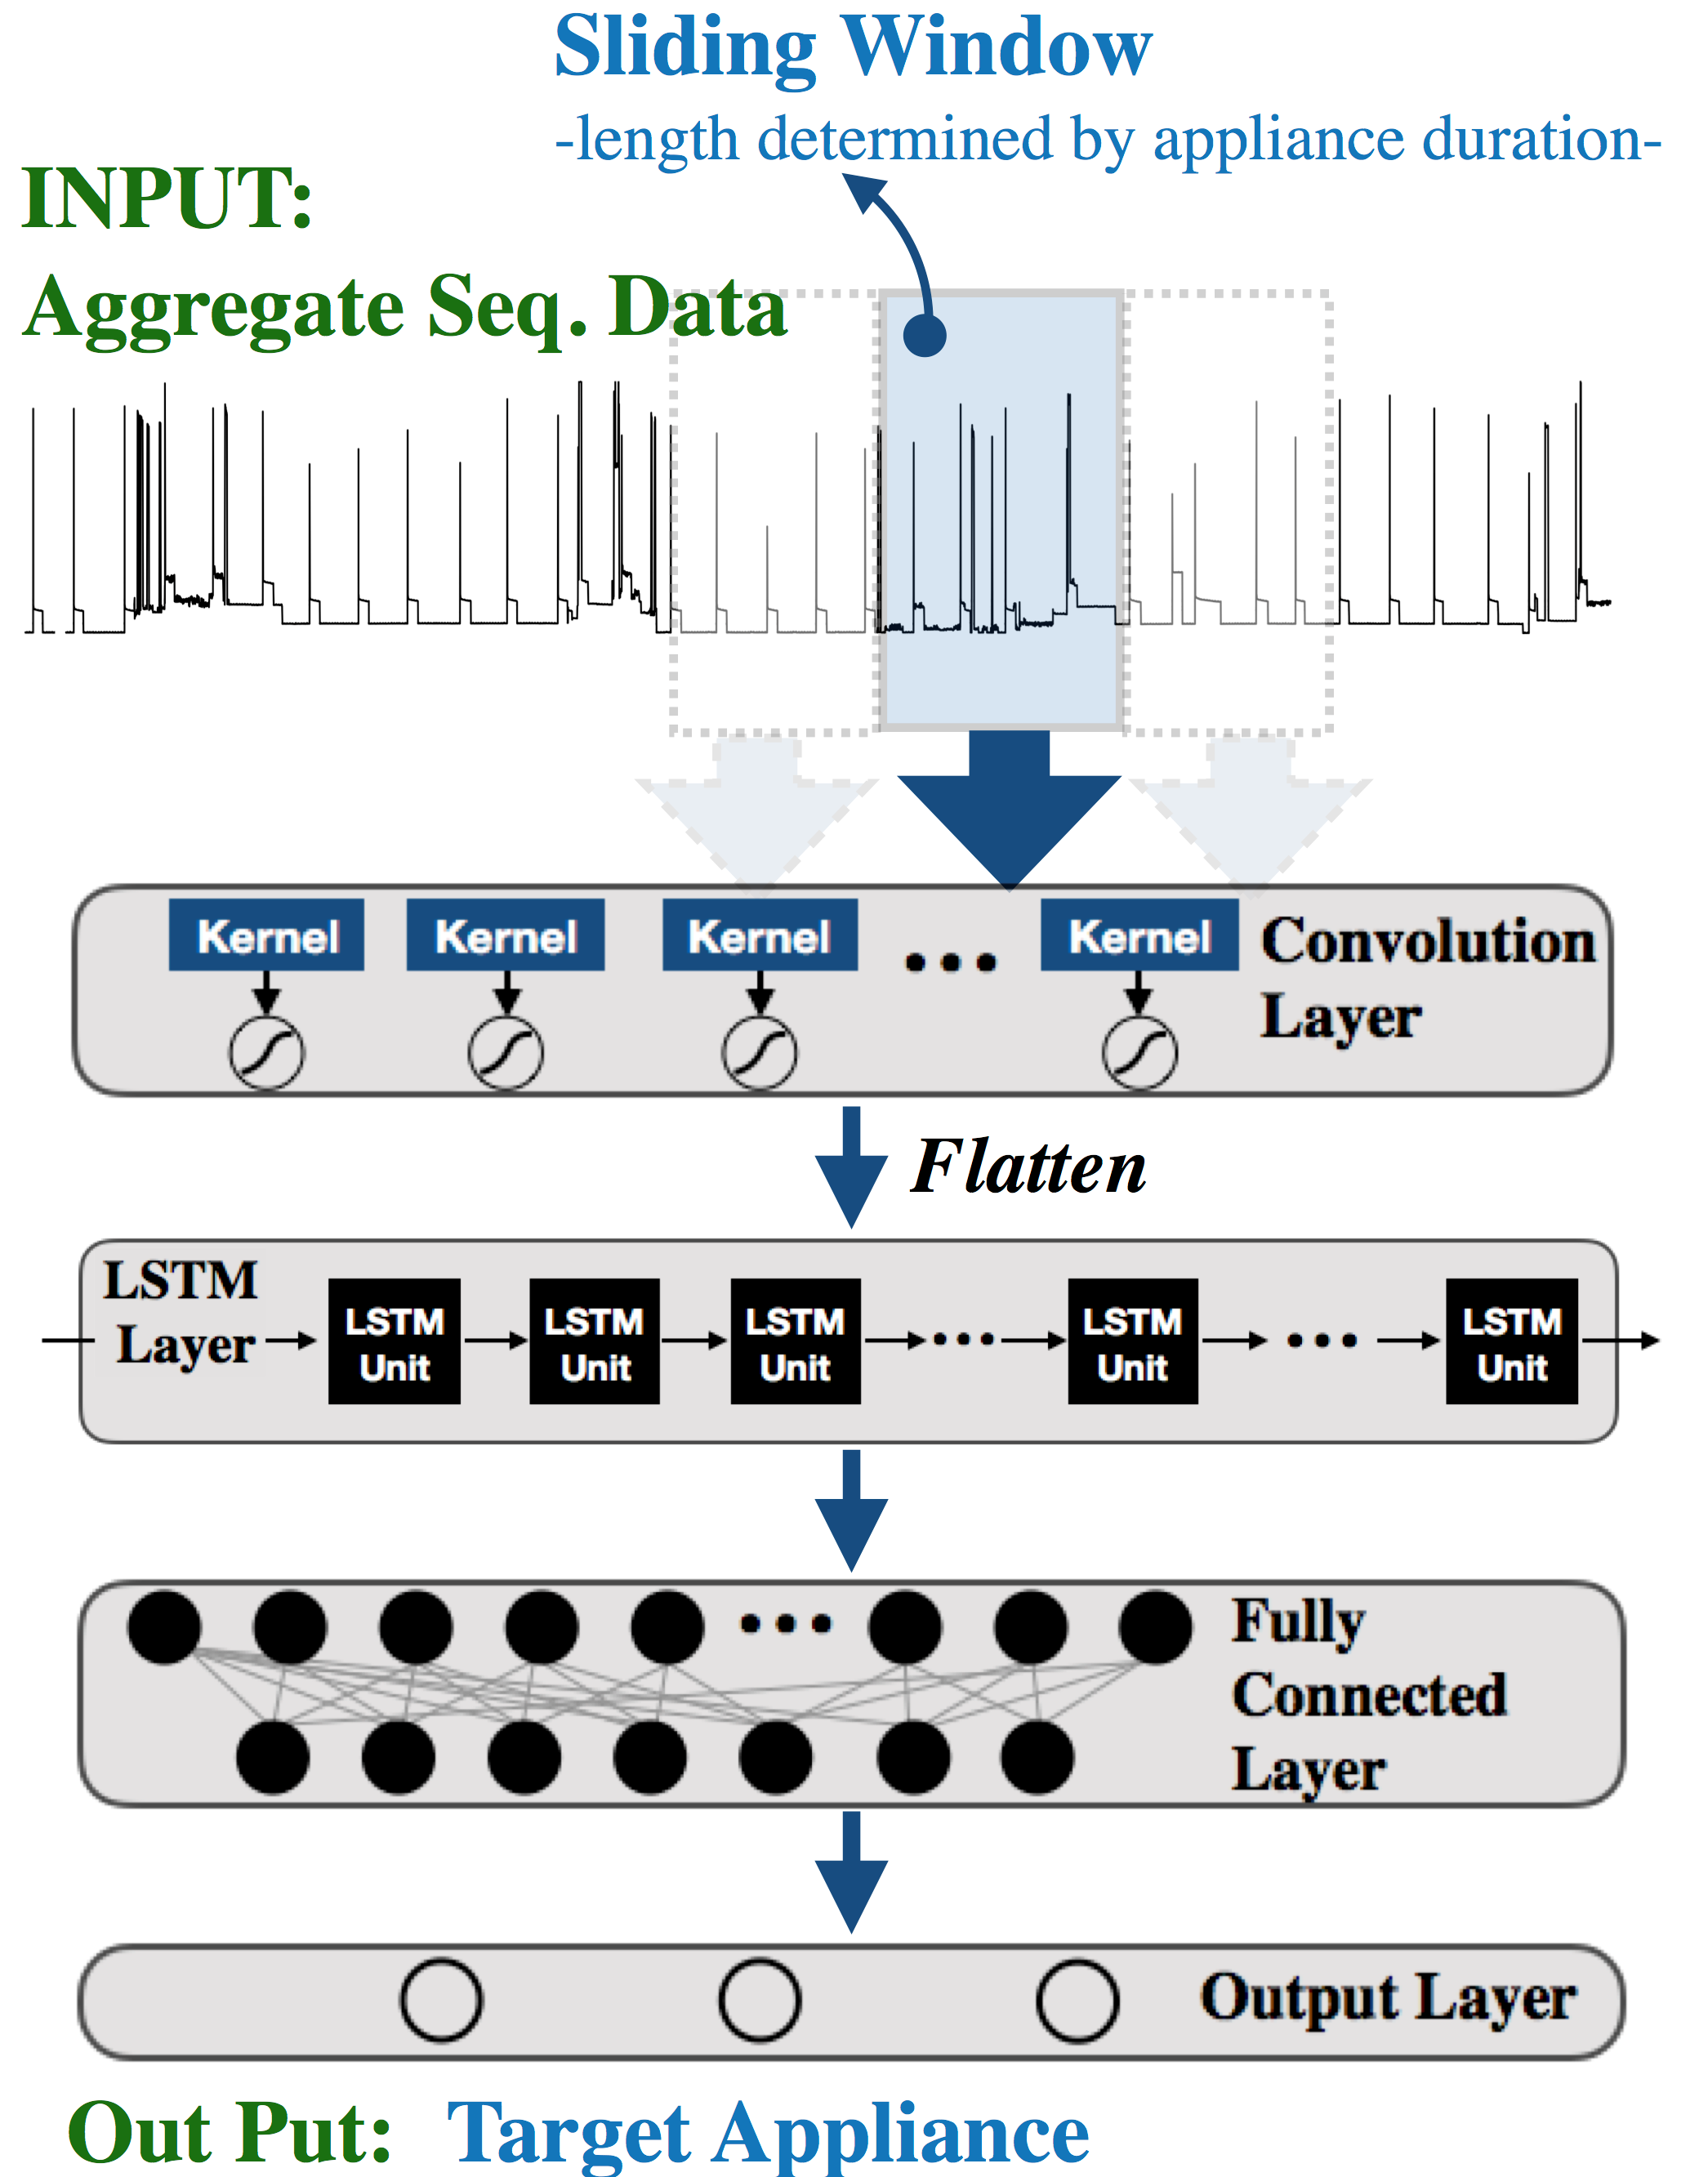 Sliding Window
-length determined by appliance duration-
INPUT:
Aggregate Seq. Data
Kernel Kernel Kernel ••• Kernel
Convolution
Layer
Flatten
LSTM
Layer
LSTM
Unit
LSTM
Unit
LSTM
Unit
•••
LSTM
Unit
•••
LSTM
Unit
•••
Fully
Connected
Layer
Output Layer
Out Put: Target Appliance